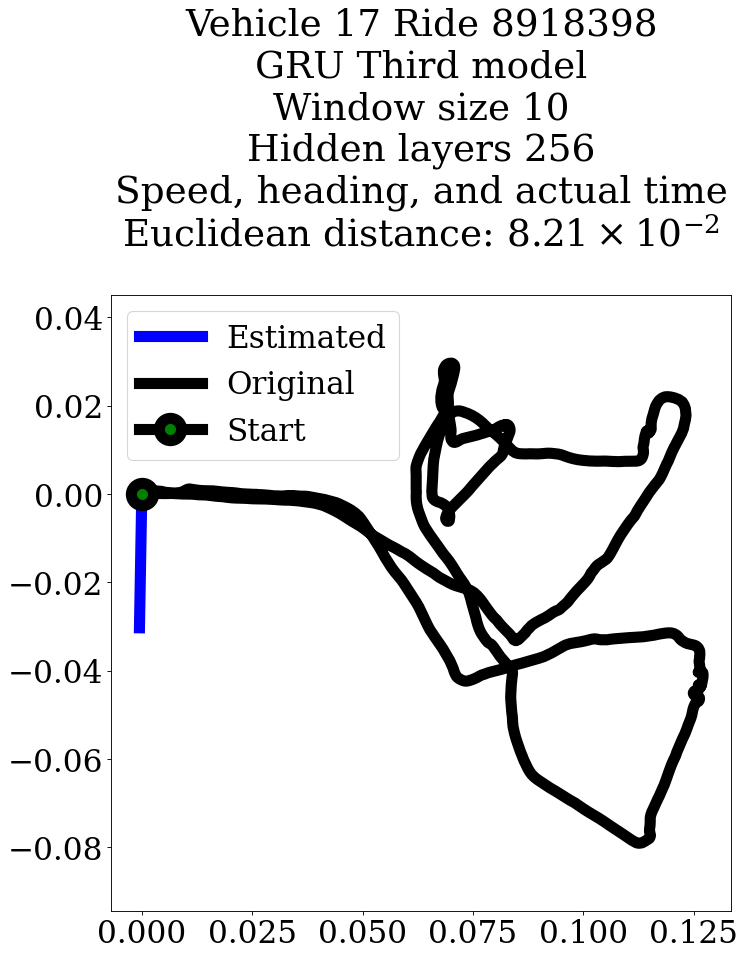 Vehicle 17 Ride 8918398
GRU Third model
Window size 10
Hidden layers 256
Speed, heading, and actual time
Euclidean distance: 8.21 × 10⁻²
Estimated
Original
Start
0.04
0.02
0.00
−0.02
−0.04
−0.06
−0.08
0.000 0.025 0.050 0.075 0.100 0.125